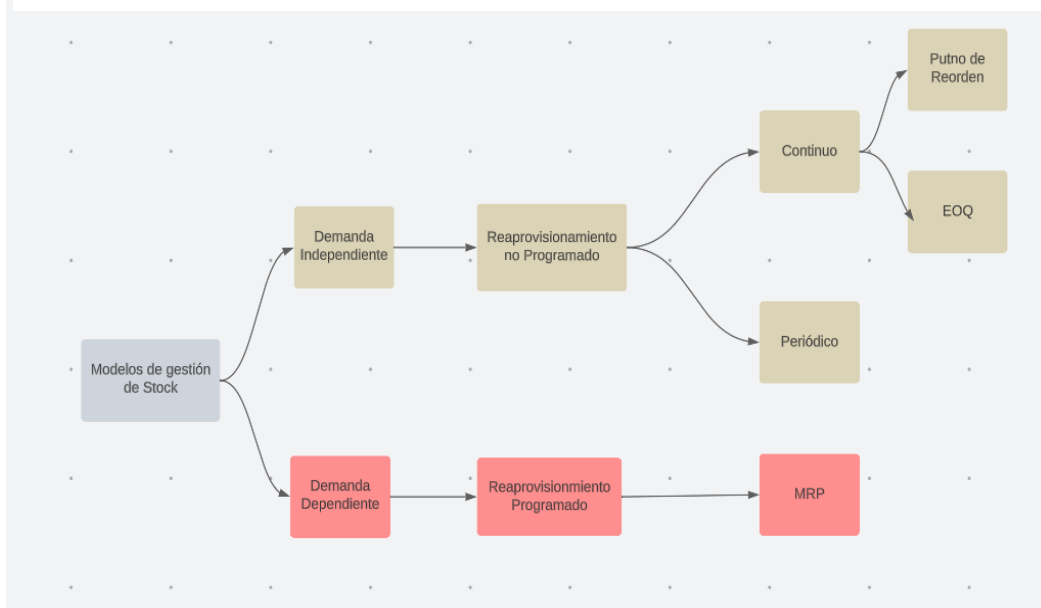 Modelos de gestión
de Stock
Demanda
Independiente
Reaprovisionamiento
no Programado
Continuo
Putno de
Reorden
EOQ
Periódico
Demanda
Dependiente
Reaprovisionmiento
Programado
MRP